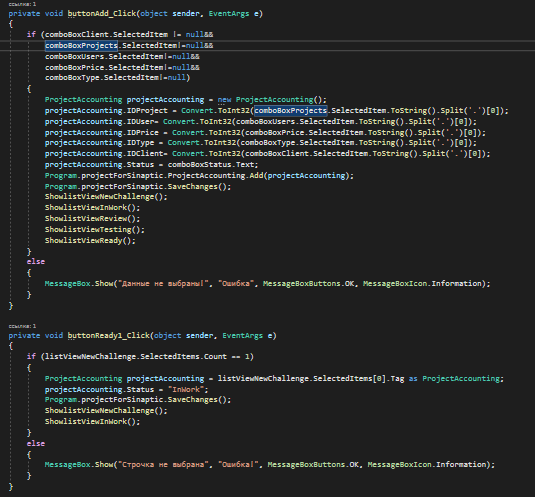 ссылка: 1
private void buttonAdd_Click(object sender, EventArgs e)
{
if (comboBoxClient.SelectedItem != null&&
comboBoxProjects.SelectedItem!=null&&
comboBoxUsers.SelectedItem!=null&&
comboBoxPrice.SelectedItem!=null&&
comboBoxType.SelectedItem!=null)
{
ProjectAccounting projectAccounting = new ProjectAccounting();
projectAccounting.IDProject = Convert.ToInt32(comboBoxProjects.SelectedItem.ToString().Split('.')[0]);
projectAccounting.IDUser= Convert.ToInt32(comboBoxUsers.SelectedItem.ToString().Split('.')[0]);
projectAccounting.IDPrice = Convert.ToInt32(comboBoxPrice.SelectedItem.ToString().Split('.')[0]);
projectAccounting.IDType = Convert.ToInt32(comboBoxType.SelectedItem.ToString().Split('.')[0]);
projectAccounting.IDClient = Convert.ToInt32(comboBoxClient.SelectedItem.ToString().Split('.')[0]);
projectAccounting.Status = comboBoxStatus.Text;
Program.projectForSinaptic.ProjectAccounting.Add(projectAccounting);
Program.projectForSinaptic.SaveChanges();
ShowlistViewNewChallenge();
ShowlistViewInWork();
ShowlistViewReview();
ShowlistViewTesting();
ShowlistViewReady();
}
else
{
MessageBox.Show("Данные не выбраны!", "Ошибка", MessageBoxButtons.OK, MessageBoxIcon.Information);
}
}
ссылка: 1
private void buttonReady1_Click(object sender, EventArgs e)
{
if (listViewNewChallenge.SelectedItems.Count == 1)
{
ProjectAccounting projectAccounting = listViewNewChallenge.SelectedItems[0].Tag as ProjectAccounting;
projectAccounting.Status = "InWork";
Program.projectForSinaptic.SaveChanges();
ShowlistViewNewChallenge();
ShowlistViewInWork();
}
else
{
MessageBox.Show("Строчка не выбрана", "Ошибка!", MessageBoxButtons.OK, MessageBoxIcon.Information);
}
}